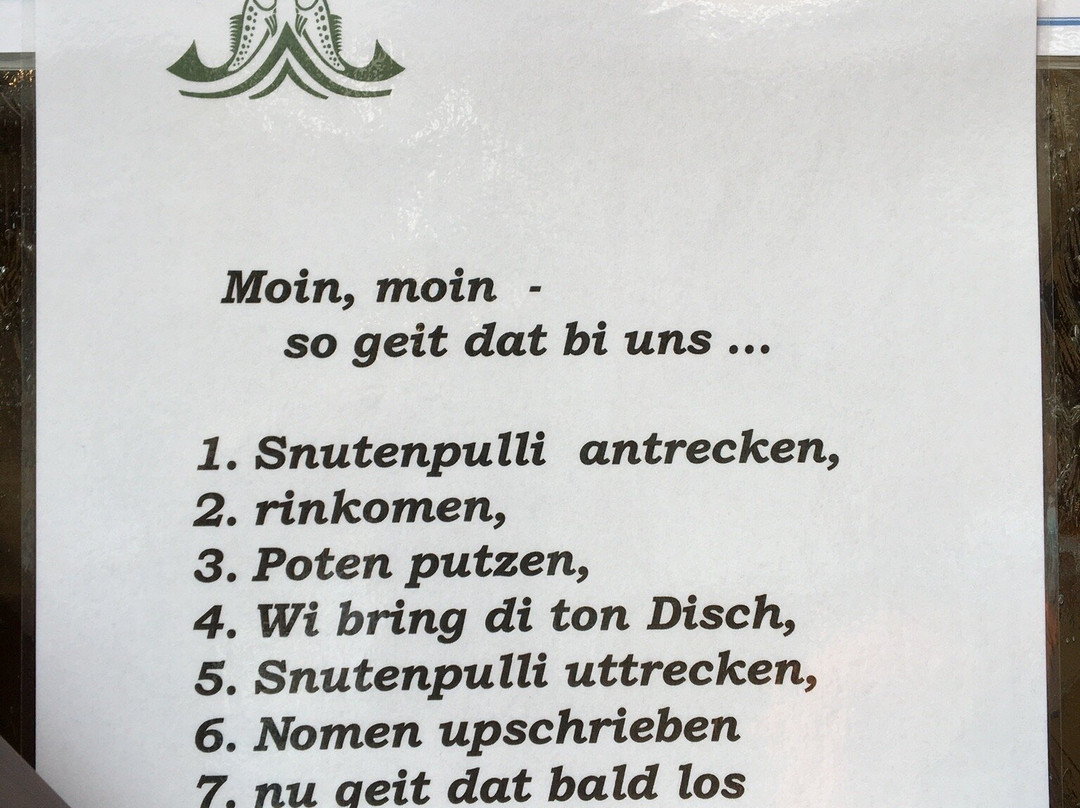 Moin, moin -
so geit dat bi uns ...
1. Snutenpulli antrecken,
2. rinkomen,
3. Poten putzen,
4. Wi bring di ton Disch,
5. Snutenpulli uttrecken,
6. Nomen upschrieben
7. nu geit dat bald los